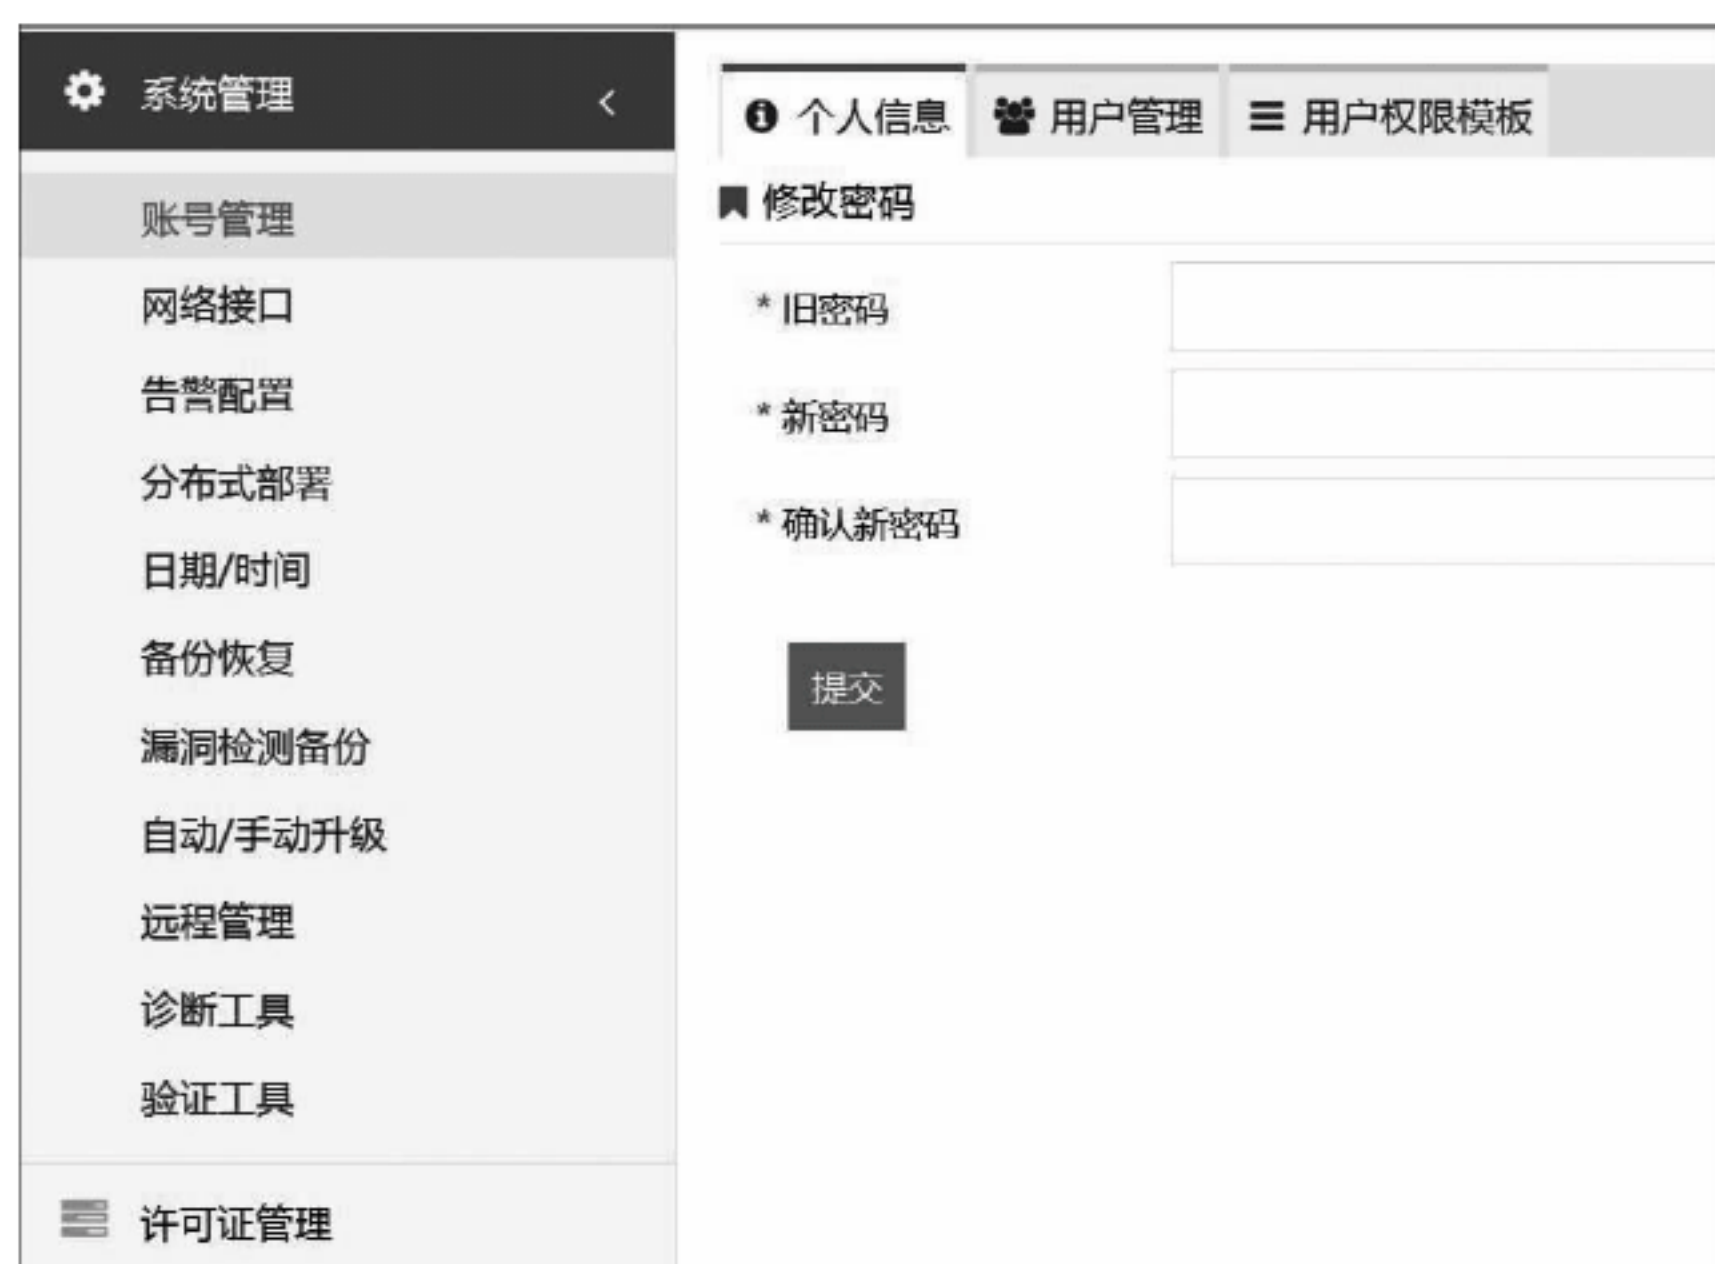 系统管理
账号管理
网络接口
告警配置
分布式部署
日期/时间
备份恢复
漏洞检测备份
自动/手动升级
远程管理
诊断工具
验证工具
许可证管理
个人信息 用户管理 用户权限模板
修改密码
* 旧密码
* 新密码
* 确认新密码
提交